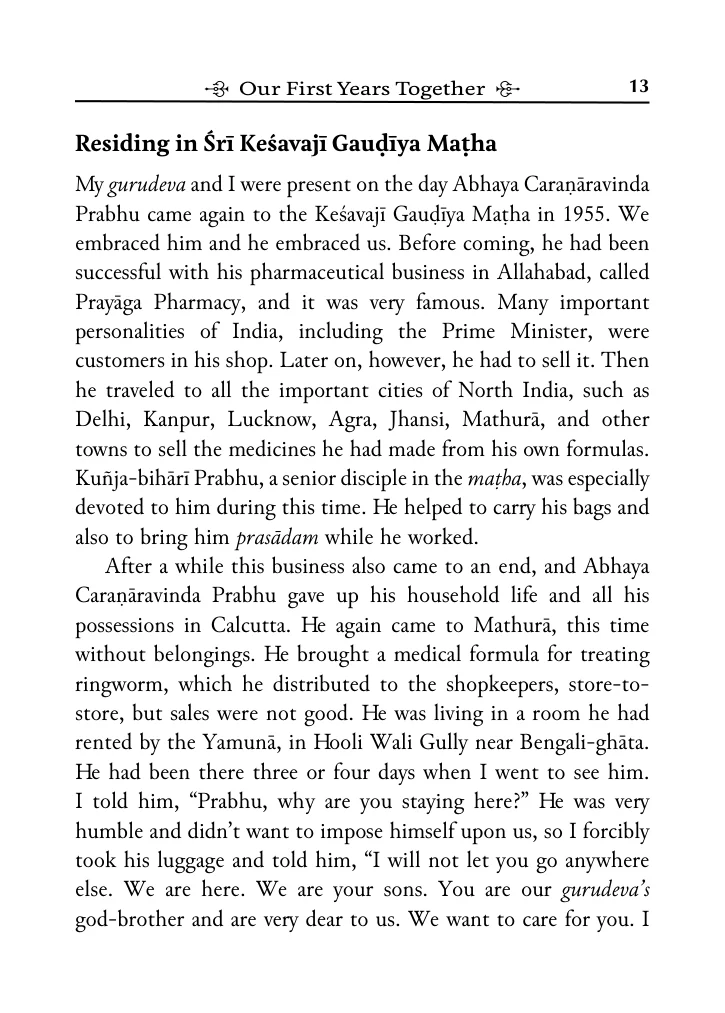 Our First Years Together
13
Residing in Śrī Keśavajī Gauḍīya Maṭha
My gurudeva and I were present on the day Abhaya Caraṇāravinda
Prabhu came again to the Keśavajī Gauḍīya Maṭha in 1955. We
embraced him and he embraced us. Before coming, he had been
successful with his pharmaceutical business in Allahabad, called
Prayāga Pharmacy, and it was very famous. Many important
personalities of India, including the Prime Minister, were
customers in his shop. Later on, however, he had to sell it. Then
he traveled to all the important cities of North India, such as
Delhi, Kanpur, Lucknow, Agra, Jhansi, Mathurā, and other
towns to sell the medicines he had made from his own formulas.
Kuñja-bihārī Prabhu, a senior disciple in the maṭha, was especially
devoted to him during this time. He helped to carry his bags and
also to bring him prasādam while he worked.
After a while this business also came to an end, and Abhaya
Caraṇāravinda Prabhu gave up his household life and all his
possessions in Calcutta. He again came to Mathurā, this time
without belongings. He brought a medical formula for treating
ringworm, which he distributed to the shopkeepers, store-to-
store, but sales were not good. He was living in a room he had
rented by the Yamunā, in Hooli Wali Gully near Bengali-ghāta.
He had been there three or four days when I went to see him.
I told him, “Prabhu, why are you staying here?” He was very
humble and didn’t want to impose himself upon us, so I forcibly
took his luggage and told him, “I will not let you go anywhere
else. We are here. We are your sons. You are our gurudeva’s
god-brother and are very dear to us. We want to care for you. I